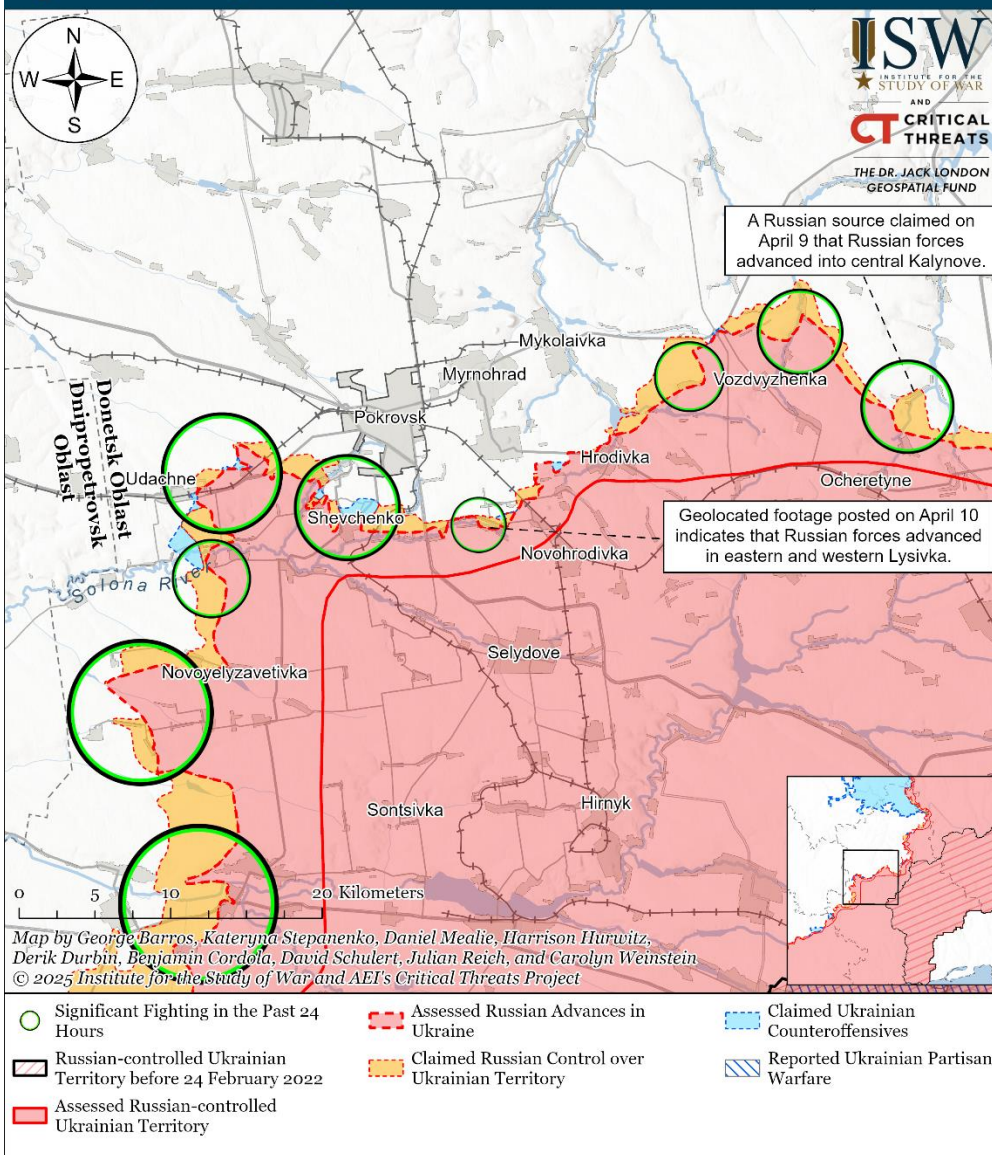 N
W
E
S
ISW
INSTITUTE FOR THE
STUDY OF WAR
AND
CT CRITICAL
THREATS
THE DR. JACK LONDON
GEOSPATIAL FUND
A Russian source claimed on
April 9 that Russian forces
advanced into central Kalynove.
Mykolaivka
Myrnohrad
Vozdvyzhenka
Pokrovsk
Donetsk Oblast
Dnipropetrovsk
Oblast
Hrodivka
Udachne
Ocheretyne
Shevchenko
Geolocated footage posted on April 10
indicates that Russian forces advanced
in eastern and western Lysivka.
Novohrodivka
Solona River
Selydove
Novoyelyzavetivka
Sontsivka
Hirnyk
0 5 10 20 Kilometers
Map by George Barros, Kateryna Stepanenko, Daniel Mealie, Harrison Hurwitz,
Derik Durbin, Benjamin Cordola, David Schulert, Julian Reich, and Carolyn Weinstein
© 2025 Institute for the Study of War and AEI's Critical Threats Project
Significant Fighting in the Past 24
Hours
Russian-controlled Ukrainian
Territory before 24 February 2022
Assessed Russian-controlled
Ukrainian Territory
Assessed Russian Advances in
Ukraine
Claimed Russian Control over
Ukrainian Territory
Claimed Ukrainian
Counteroffensives
Reported Ukrainian Partisan
Warfare